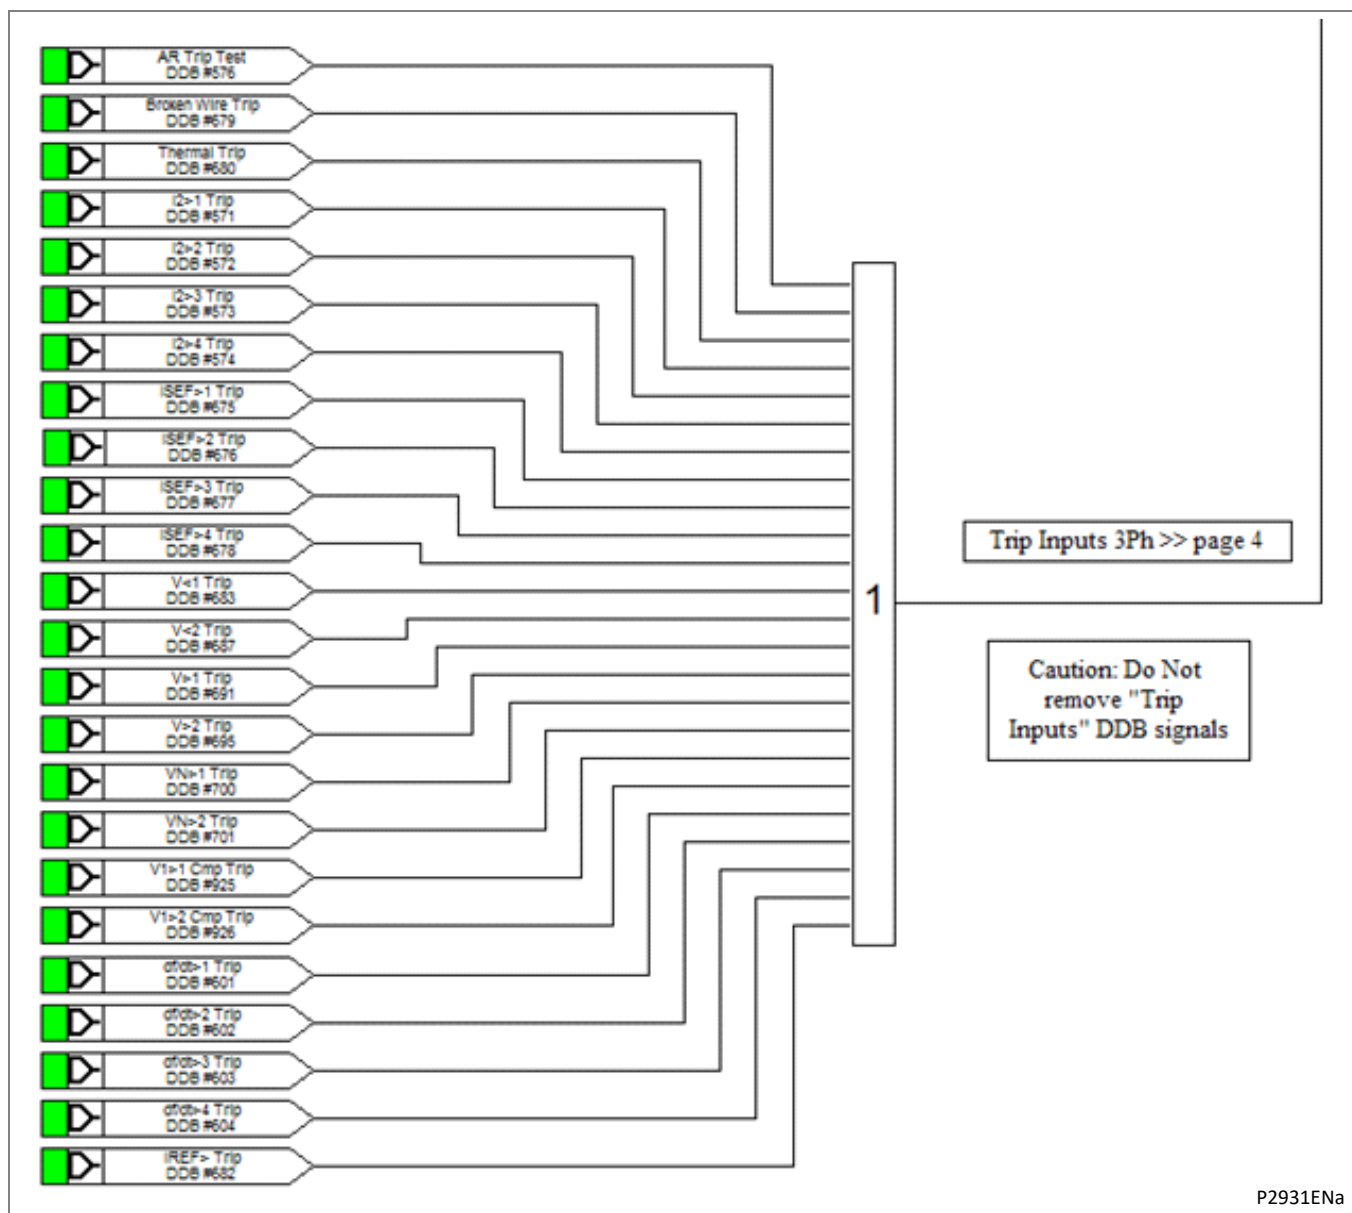 AR Trip Test
DDB #576
Broken Wire Trip
DDB #679
Thermal Trip
DDB #680
I2>1 Trip
DDB #571
I2>2 Trip
DDB #572
I2>3 Trip
DDB #573
I2>4 Trip
DDB #574
ISEF>1 Trip
DDB #675
ISEF>2 Trip
DDB #676
ISEF>3 Trip
DDB #677
ISEF>4 Trip
DDB #678
V<1 Trip
DDB #683
V<2 Trip
DDB #687
V>1 Trip
DDB #691
V>2 Trip
DDB #695
VN>1 Trip
DDB #700
VN>2 Trip
DDB #701
V1>1 Cmp Trip
DDB #925
V1>2 Cmp Trip
DDB #926
df/dt>1 Trip
DDB #601
df/dt>2 Trip
DDB #602
df/dt>3 Trip
DDB #603
df/dt>4 Trip
DDB #604
IREF> Trip
DDB #682
1
Trip Inputs 3Ph >> page 4
Caution: Do Not
remove "Trip
Inputs" DDB signals
P2931ENa